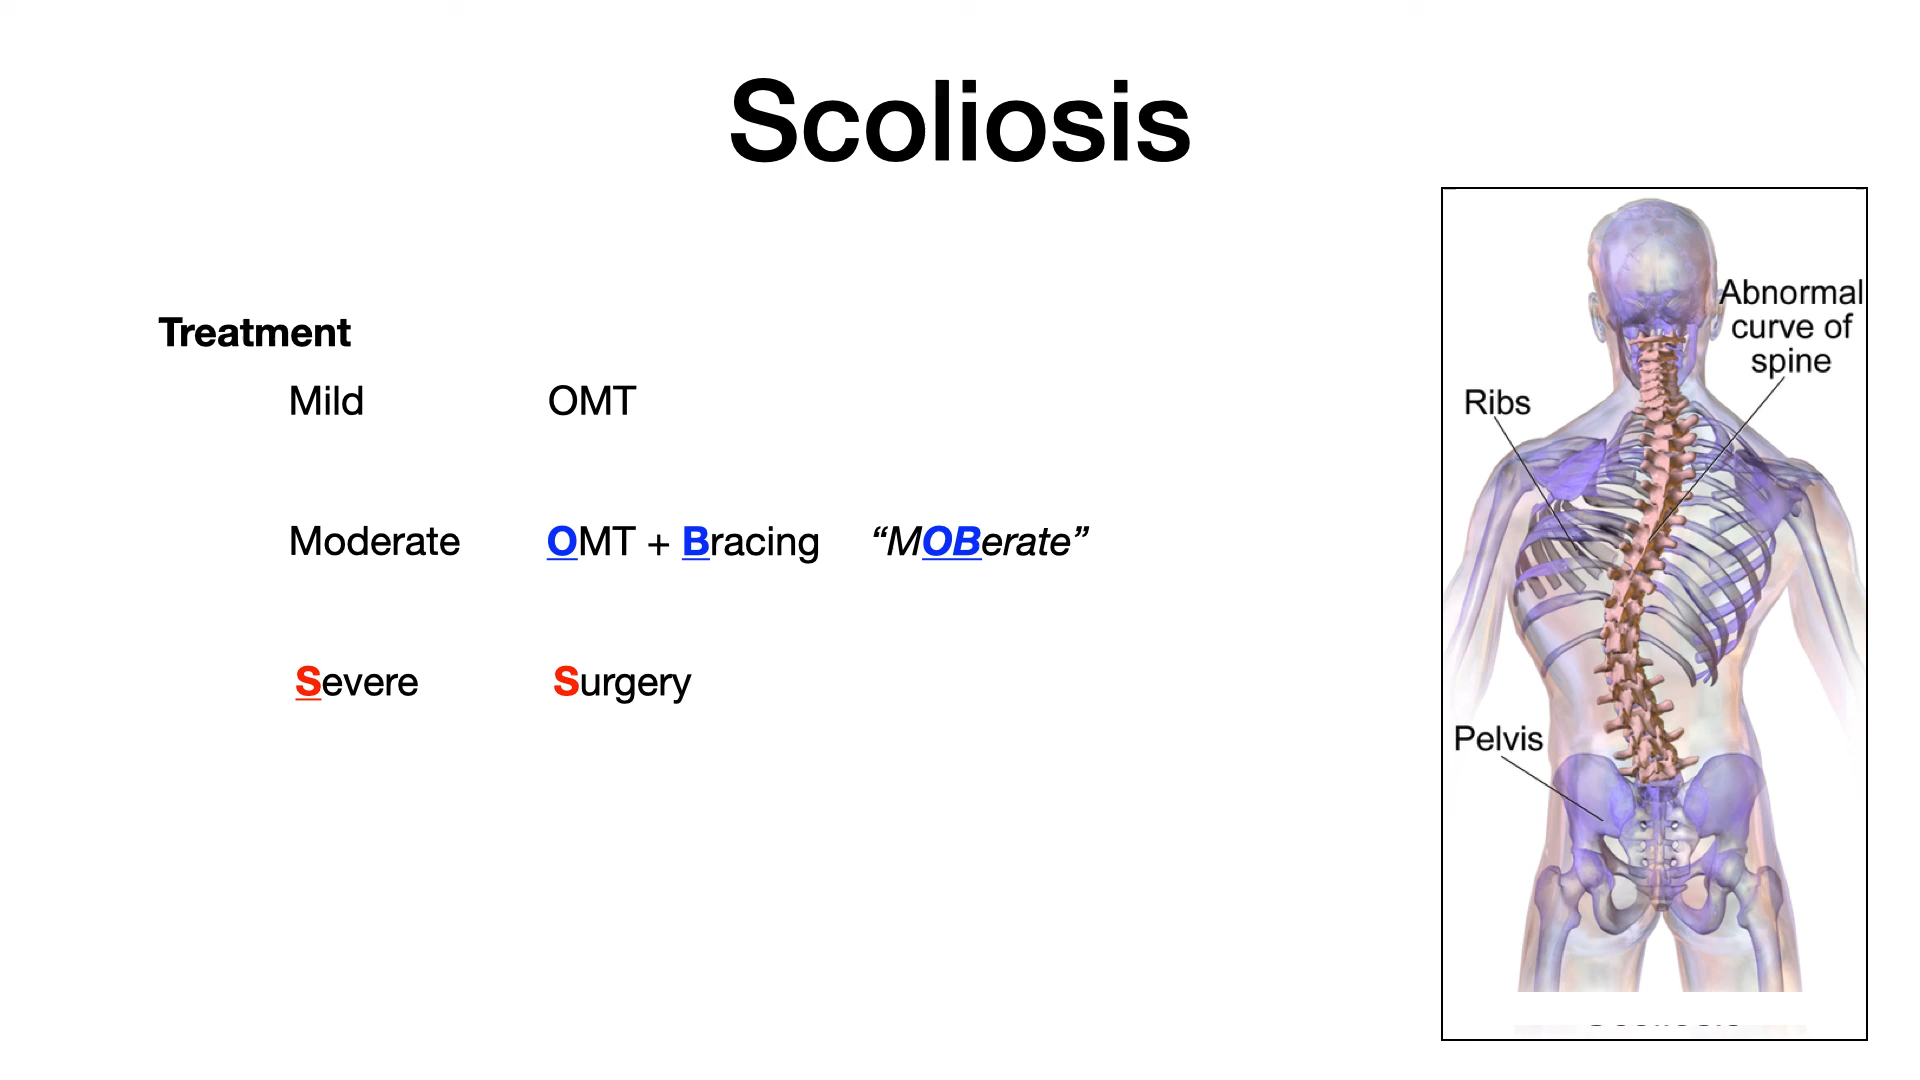 Scoliosis
Treatment
Mild OMT
Moderate OMT + Bracing “MOBerate”
Severe Surgery
Abnormal
curve of
spine
Ribs
Pelvis